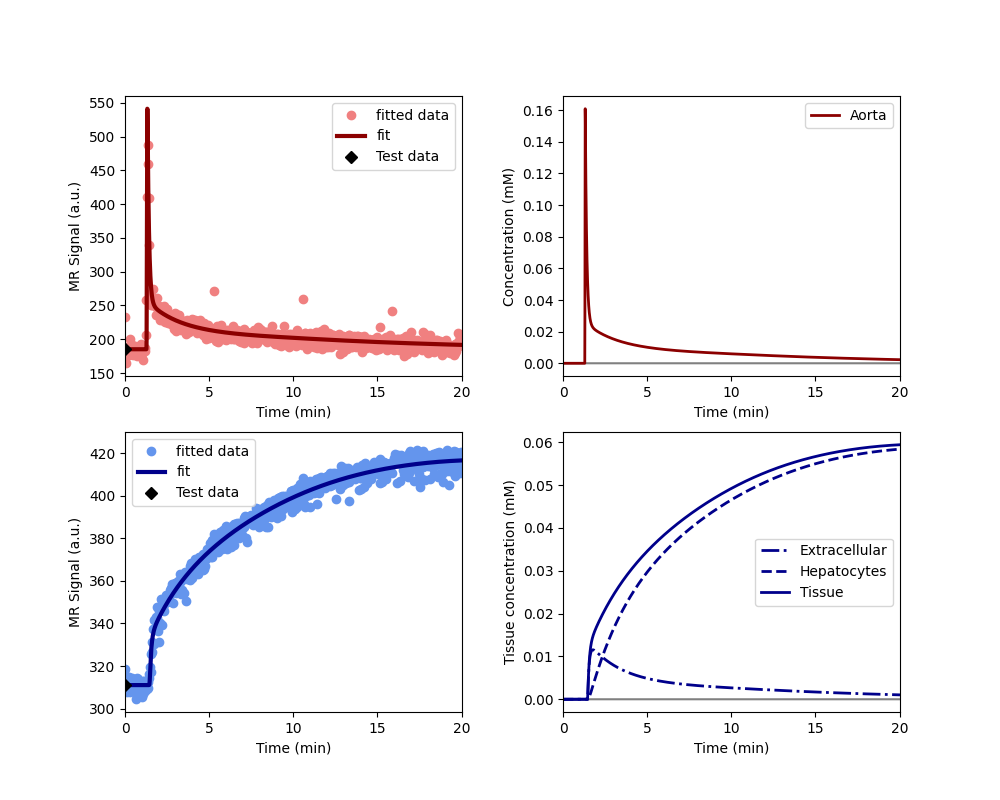 550
500
450
400
350
300
250
200
150
MR Signal (a.u.)
0 5 10 15 20
Time (min)
fitted data
fit
Test data
0.16
0.14
0.12
0.10
0.08
0.06
0.04
0.02
0.00
Concentration (mM)
0 5 10 15 20
Time (min)
Aorta
420
400
380
360
340
320
300
MR Signal (a.u.)
0 5 10 15 20
Time (min)
fitted data
fit
Test data
0.06
0.05
0.04
0.03
0.02
0.01
0.00
Tissue concentration (mM)
0 5 10 15 20
Time (min)
Extracellular
Hepatocytes
Tissue